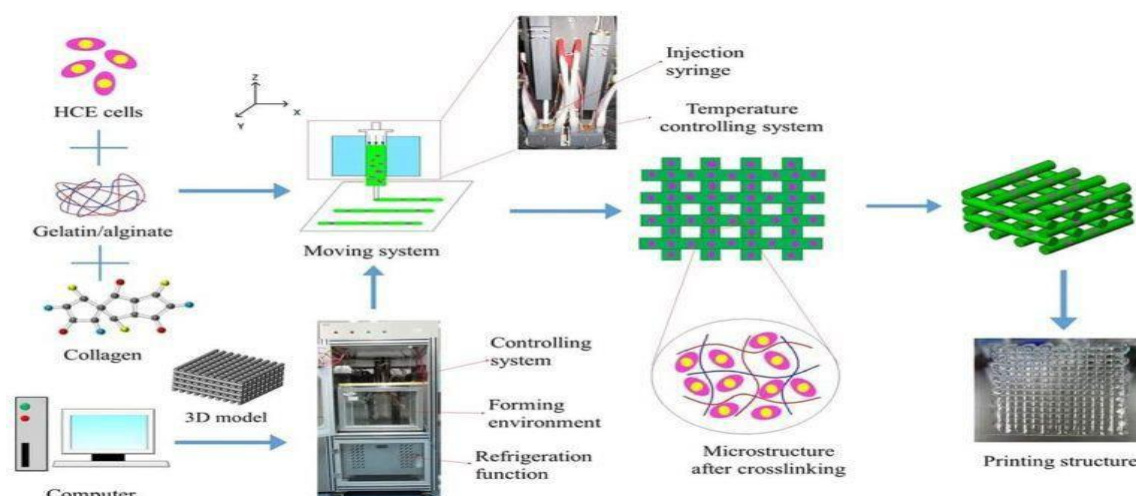 HCE cells
Gelatin/alginate
Collagen
Z
X
Y
Moving system
Injection
syringe
Temperature
controlling system
3D model
Computer
Controlling
system
Forming
environment
Refrigeration
function
Microstructure
after crosslinking
Printing structure